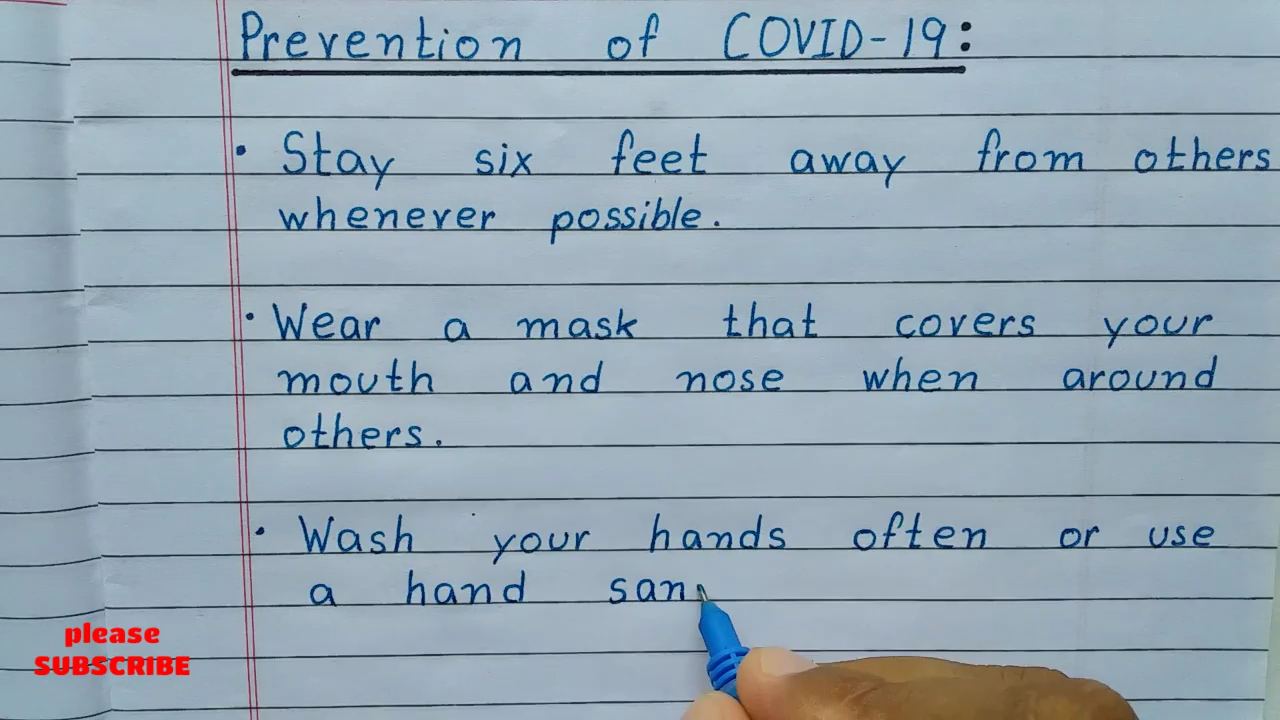 Prevention of COVID-19:
• Stay six feet away from others
whenever possible.
• Wear a mask that covers your
mouth and nose when around
others.
• Wash your hands often or use
a hand san
please
SUBSCRIBE